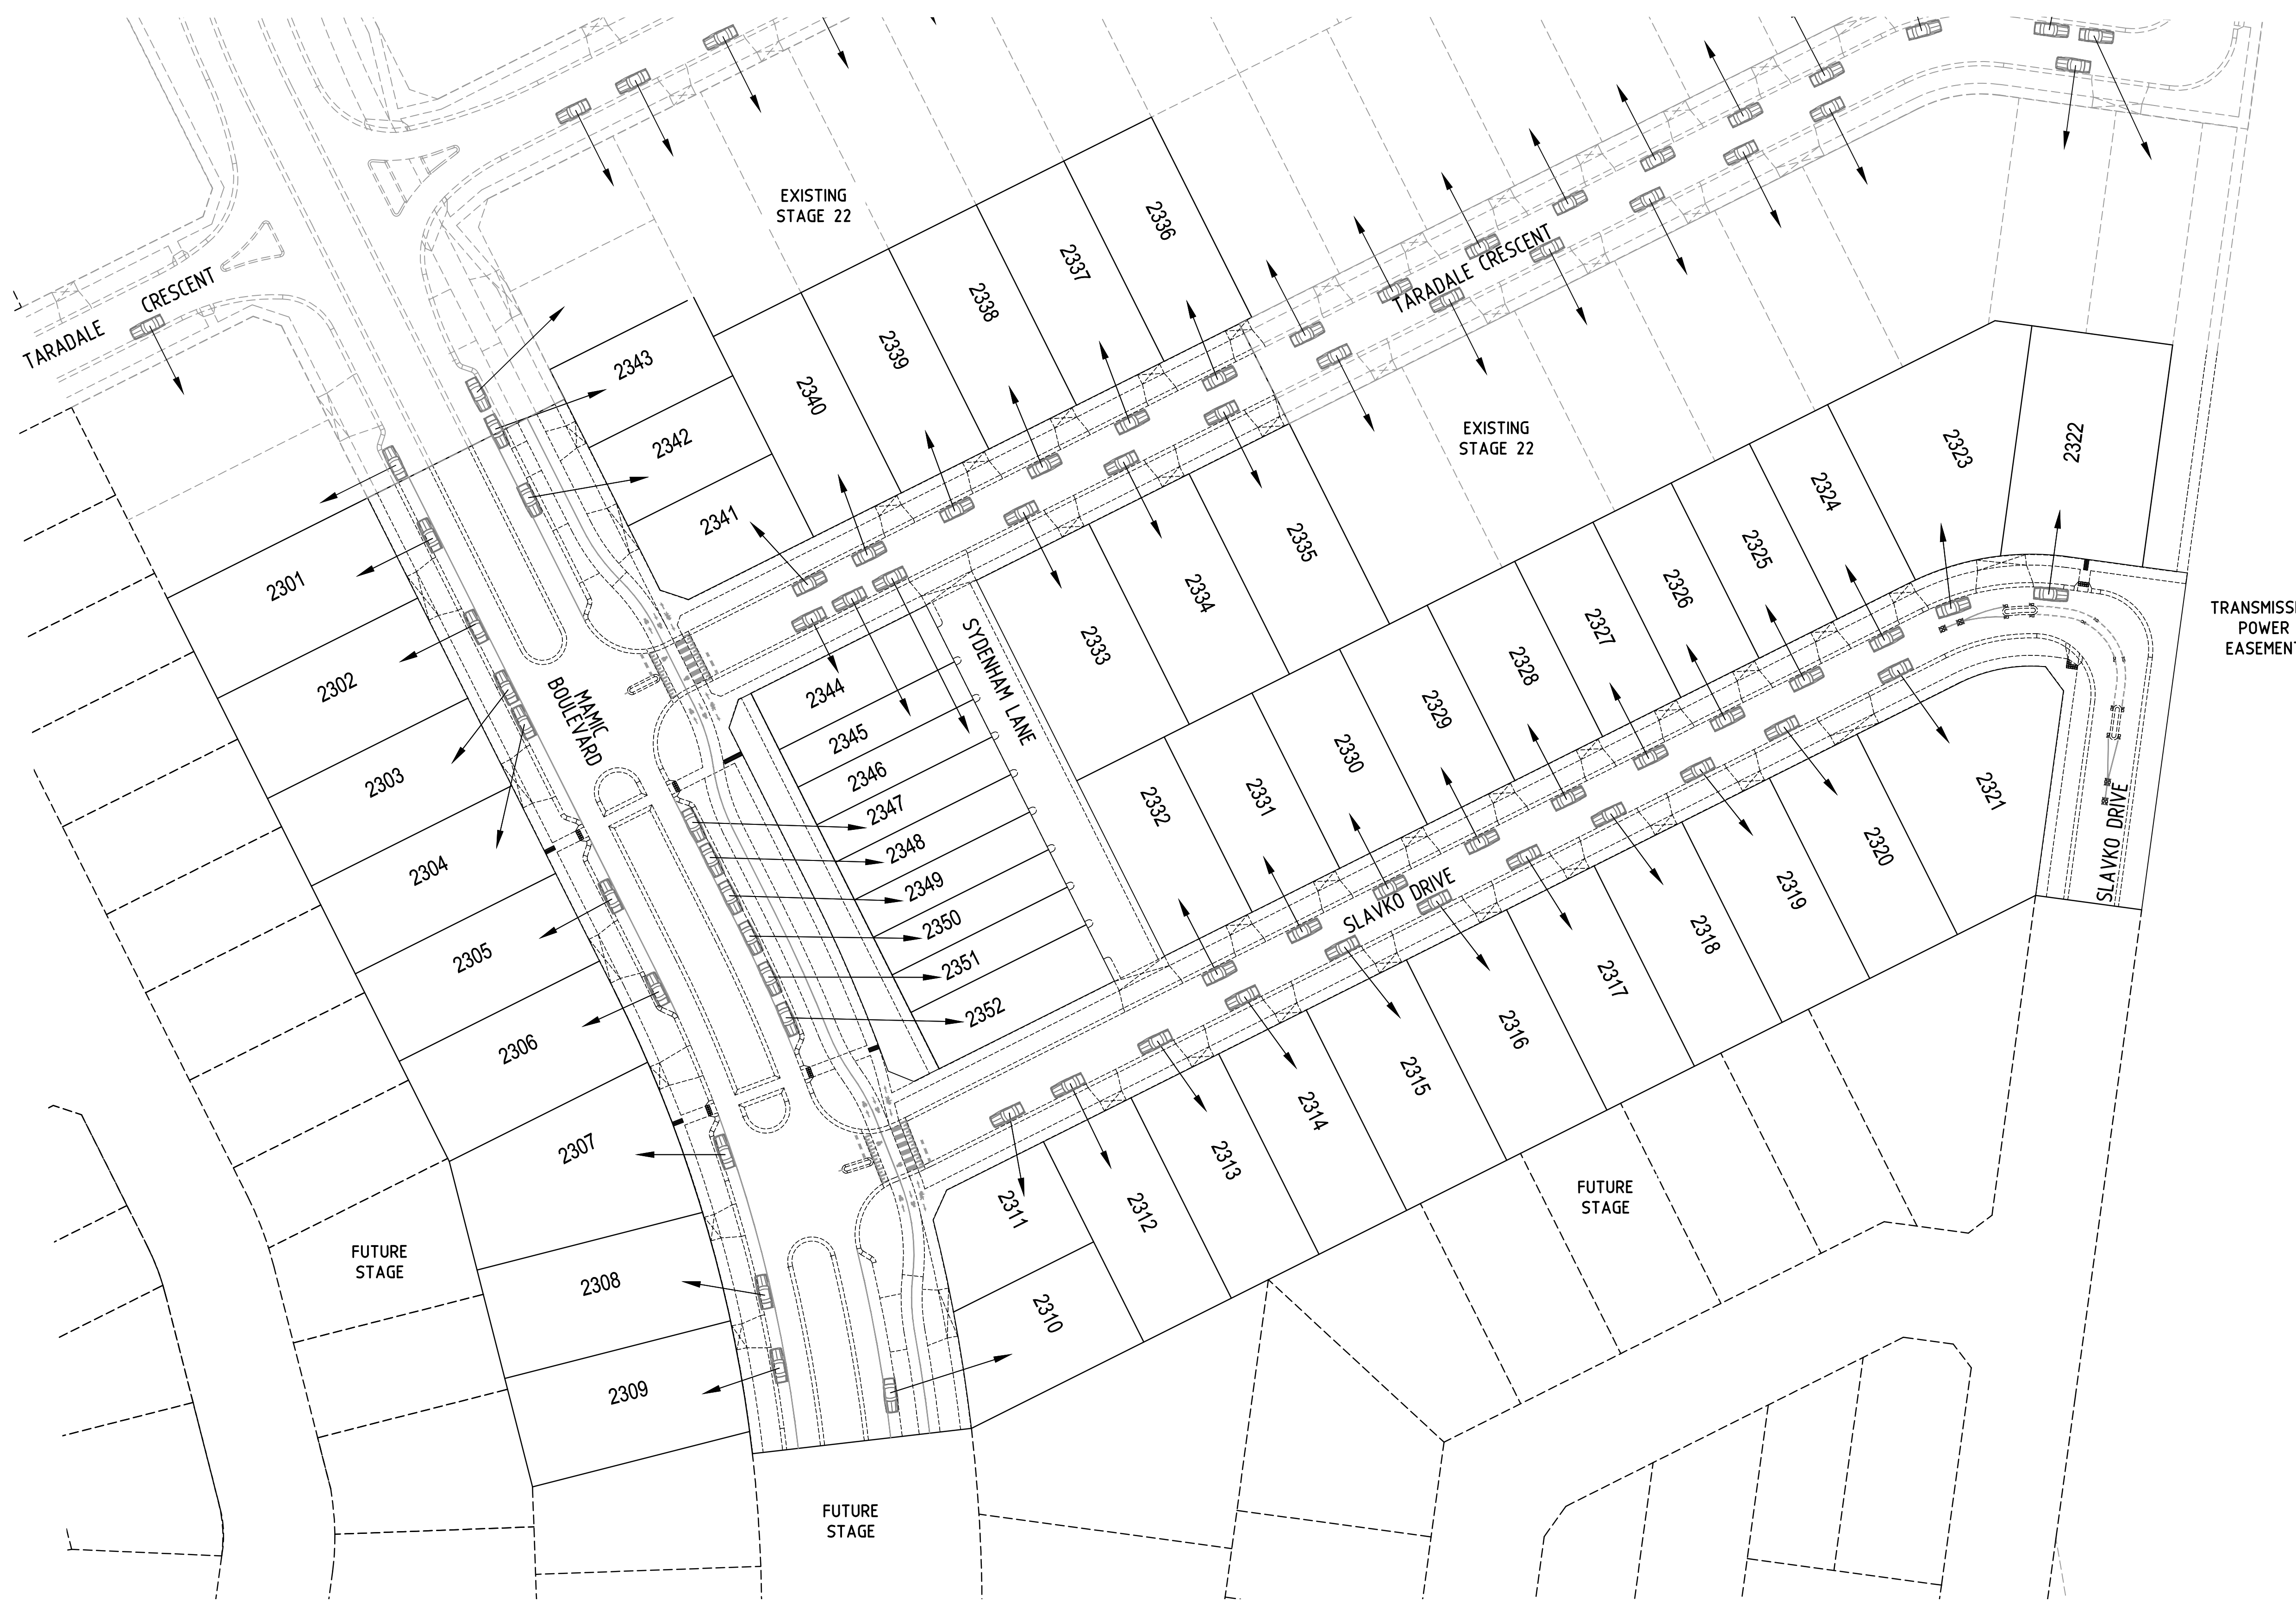 EXISTING
STAGE 22
TARADALE CRESCENT
TARADALE CRESCENT
EXISTING
STAGE 22
2336
2337
2338
2339
2340
2343
2342
2341
2335
2334
2333
2322
2323
2324
2325
2326
2327
2328
2329
2330
2331
2332
TRANSMISSI
POWER
EASEMENT
2301
2302
2303
2304
2305
2306
2307
2308
2309
MAMIC
BOULEVARD
SYDENHAM LANE
2344
2345
2346
2347
2348
2349
2350
2351
2352
SLAVKO DRIVE
SLAVKO DRIVE
2321
2320
2319
2318
2317
2316
2315
2314
2313
2312
2311
2310
FUTURE
STAGE
FUTURE
STAGE
FUTURE
STAGE